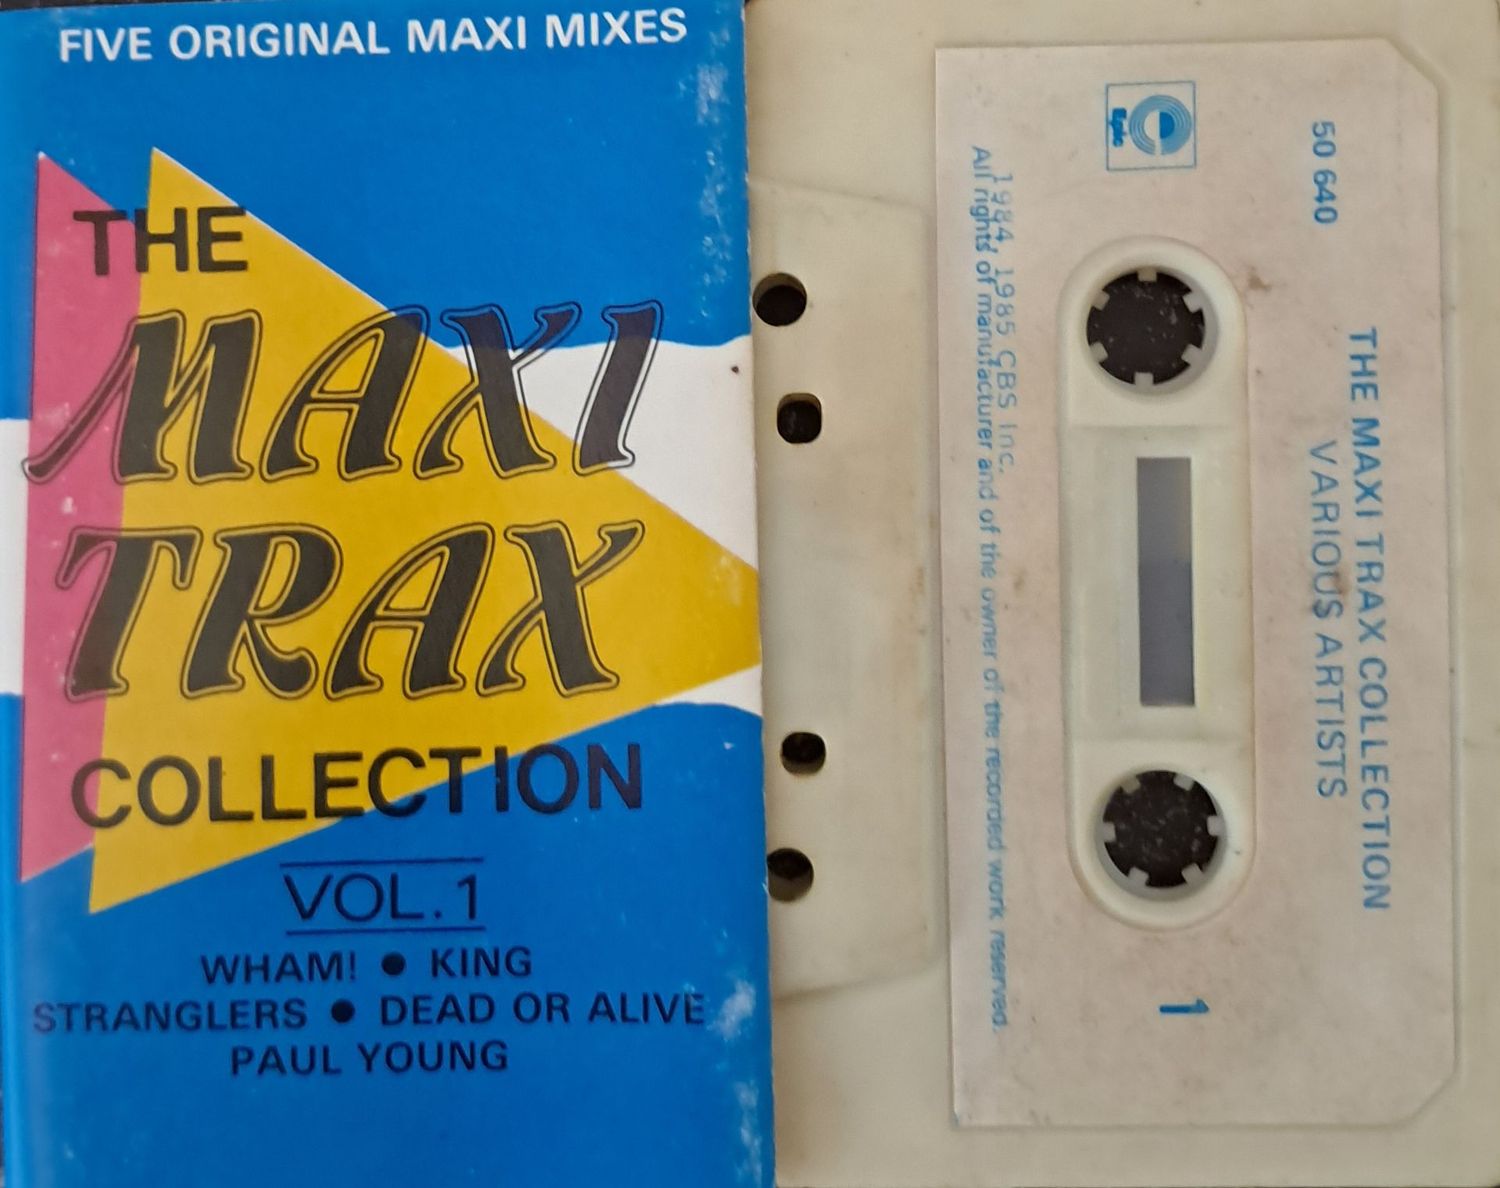 FIVE ORIGINAL MAXI MIXES
THE
MAXI
TRAX
COLLECTION
VOL.1
WHAM! • KING
STRANGLERS • DEAD OR ALIVE
PAUL YOUNG
50 640
THE MAXI TRAX COLLECTION
VARIOUS ARTISTS
Epic
1
1984, 1985 CBS Inc.
All rights of manufacturer and of the owner of the recorded work reserved.